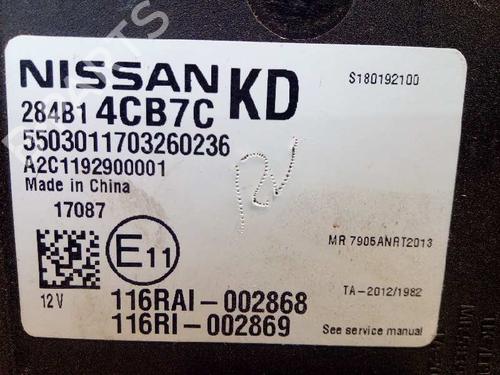 NISSAN KD
S180192100
284B1 4CB7C
5503011703260236
A2C1192900001
Made in China
17087
E11
MR 7905ANRT2013
12 V
116RAI-002868
TA-2012/1982
116RI-002869
See service manual